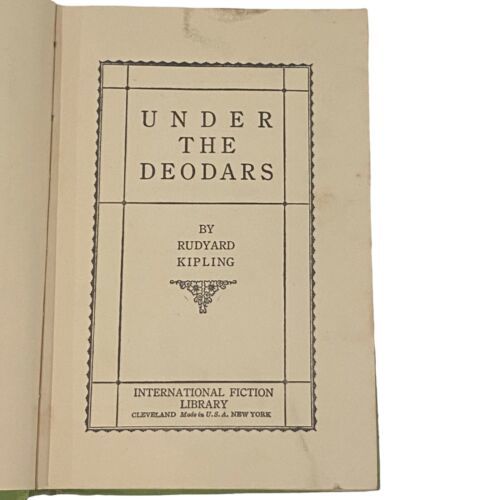 UNDER
THE
DEODARS
BY
RUDYARD
KIPLING
INTERNATIONAL FICTION
LIBRARY
CLEVELAND Made in U.S.A. NEW YORK